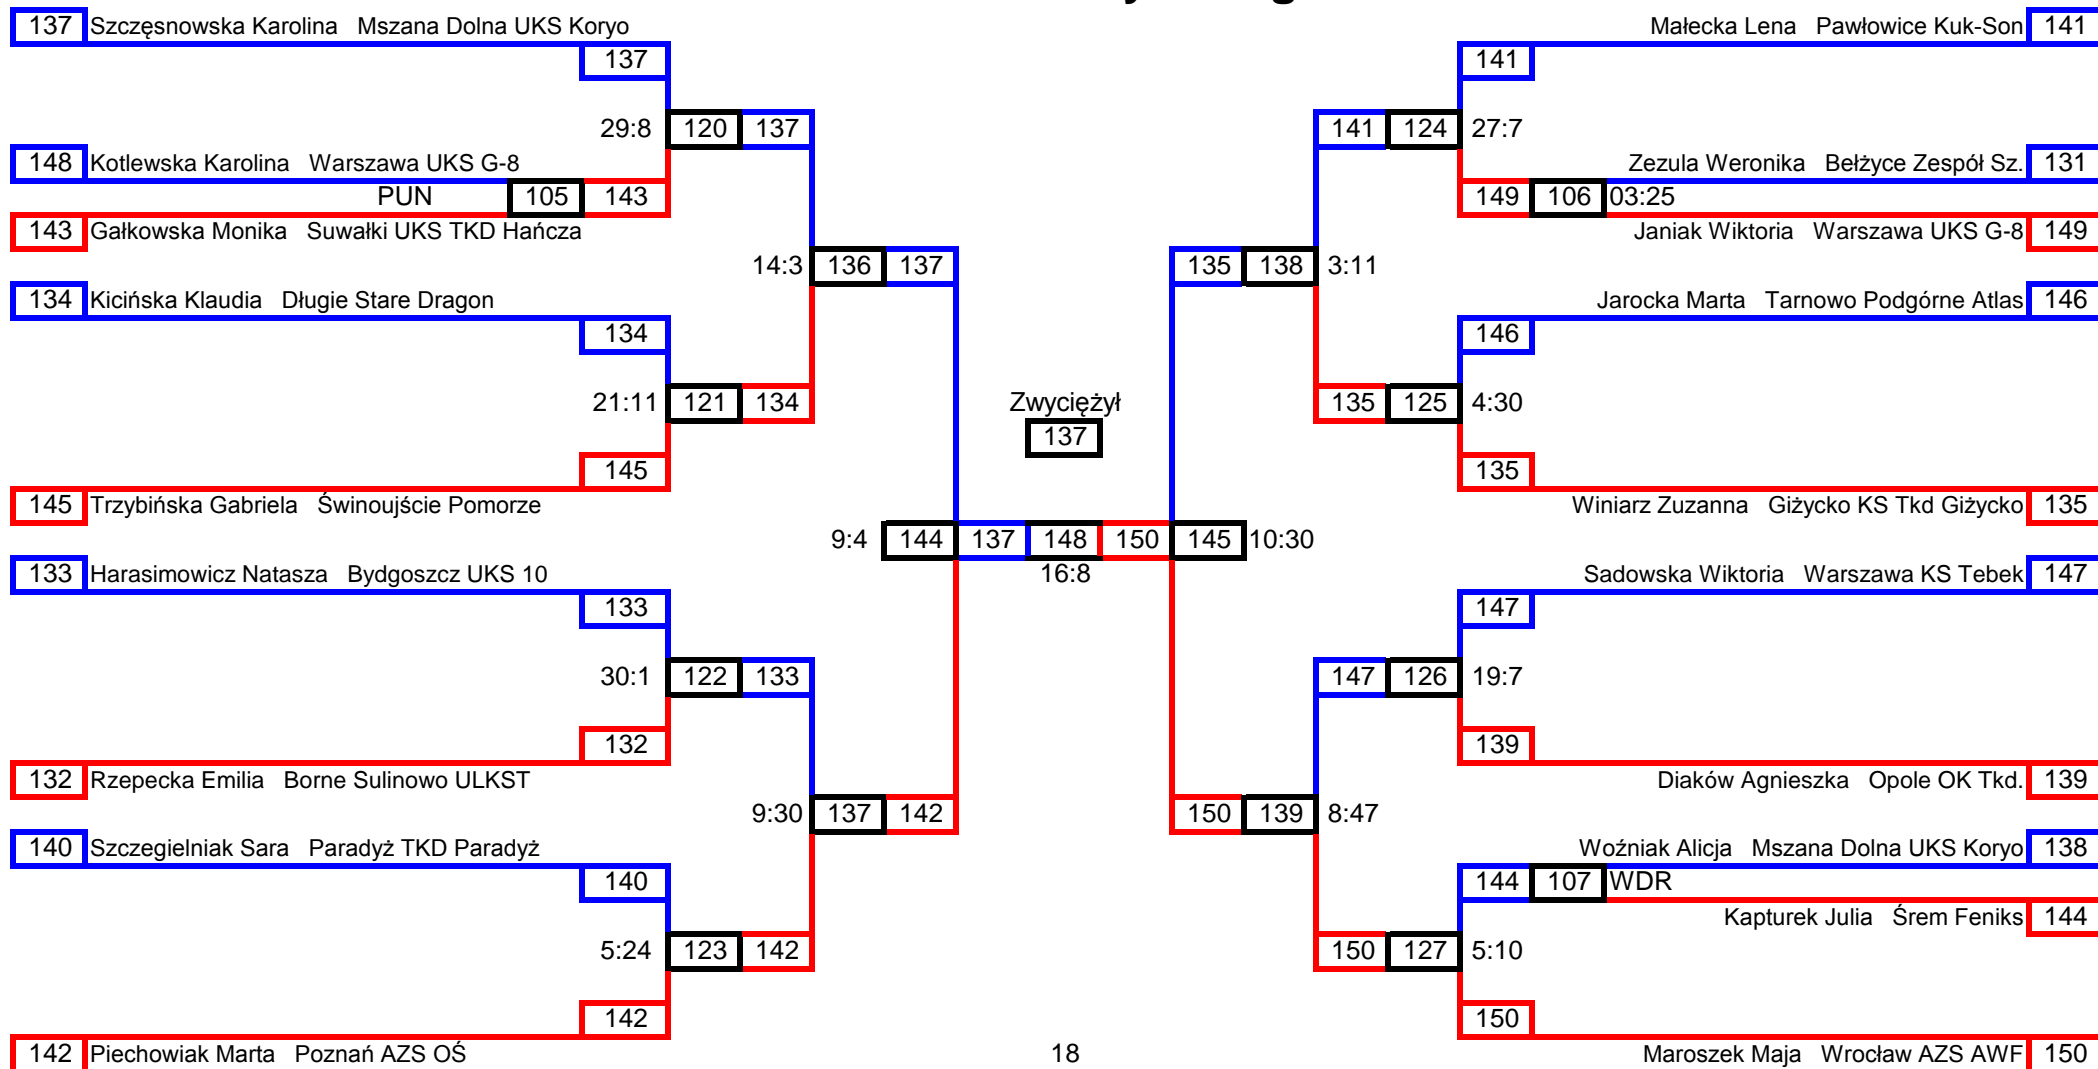 137 Szczęsnowska Karolina Mszana Dolna UKS Koryo
Małecka Lena Pawłowice Kuk-Son 141
137
141
29:8 120 137
141 124 27:7
148 Kotlewska Karolina Warszawa UKS G-8
Zezula Weronika Bełżyce Zespół Sz. 131
PUN 105 143
149 106 03:25
143 Gałkowska Monika Suwałki UKS TKD Hańcza
Janiak Wiktoria Warszawa UKS G-8 149
14:3 136 137
135 138 3:11
134 Kicińska Klaudia Długie Stare Dragon
Jarocka Marta Tarnowo Podgórne Atlas 146
134
146
21:11 121 134
Zwyciężył
135 125 4:30
137
145
135
145 Trzybińska Gabriela Świnoujście Pomorze
Winiarz Zuzanna Giżycko KS Tkd Giżycko 135
9:4 144 137 148 150 145 10:30
16:8
133 Harasimowicz Natasza Bydgoszcz UKS 10
Sadowska Wiktoria Warszawa KS Tebek 147
133
147
30:1 122 133
147 126 19:7
132
139
132 Rzepecka Emilia Borne Sulinowo ULKST
Diaków Agnieszka Opole OK Tkd. 139
9:30 137 142
150 139 8:47
140 Szczegielniak Sara Paradyż TKD Paradyż
Woźniak Alicja Mszana Dolna UKS Koryo 138
140
144 107 WDR
Kapturek Julia Śrem Feniks 144
5:24 123 142
150 127 5:10
142
150
142 Piechowiak Marta Poznań AZS OŚ
18
Maroszek Maja Wrocław AZS AWF 150